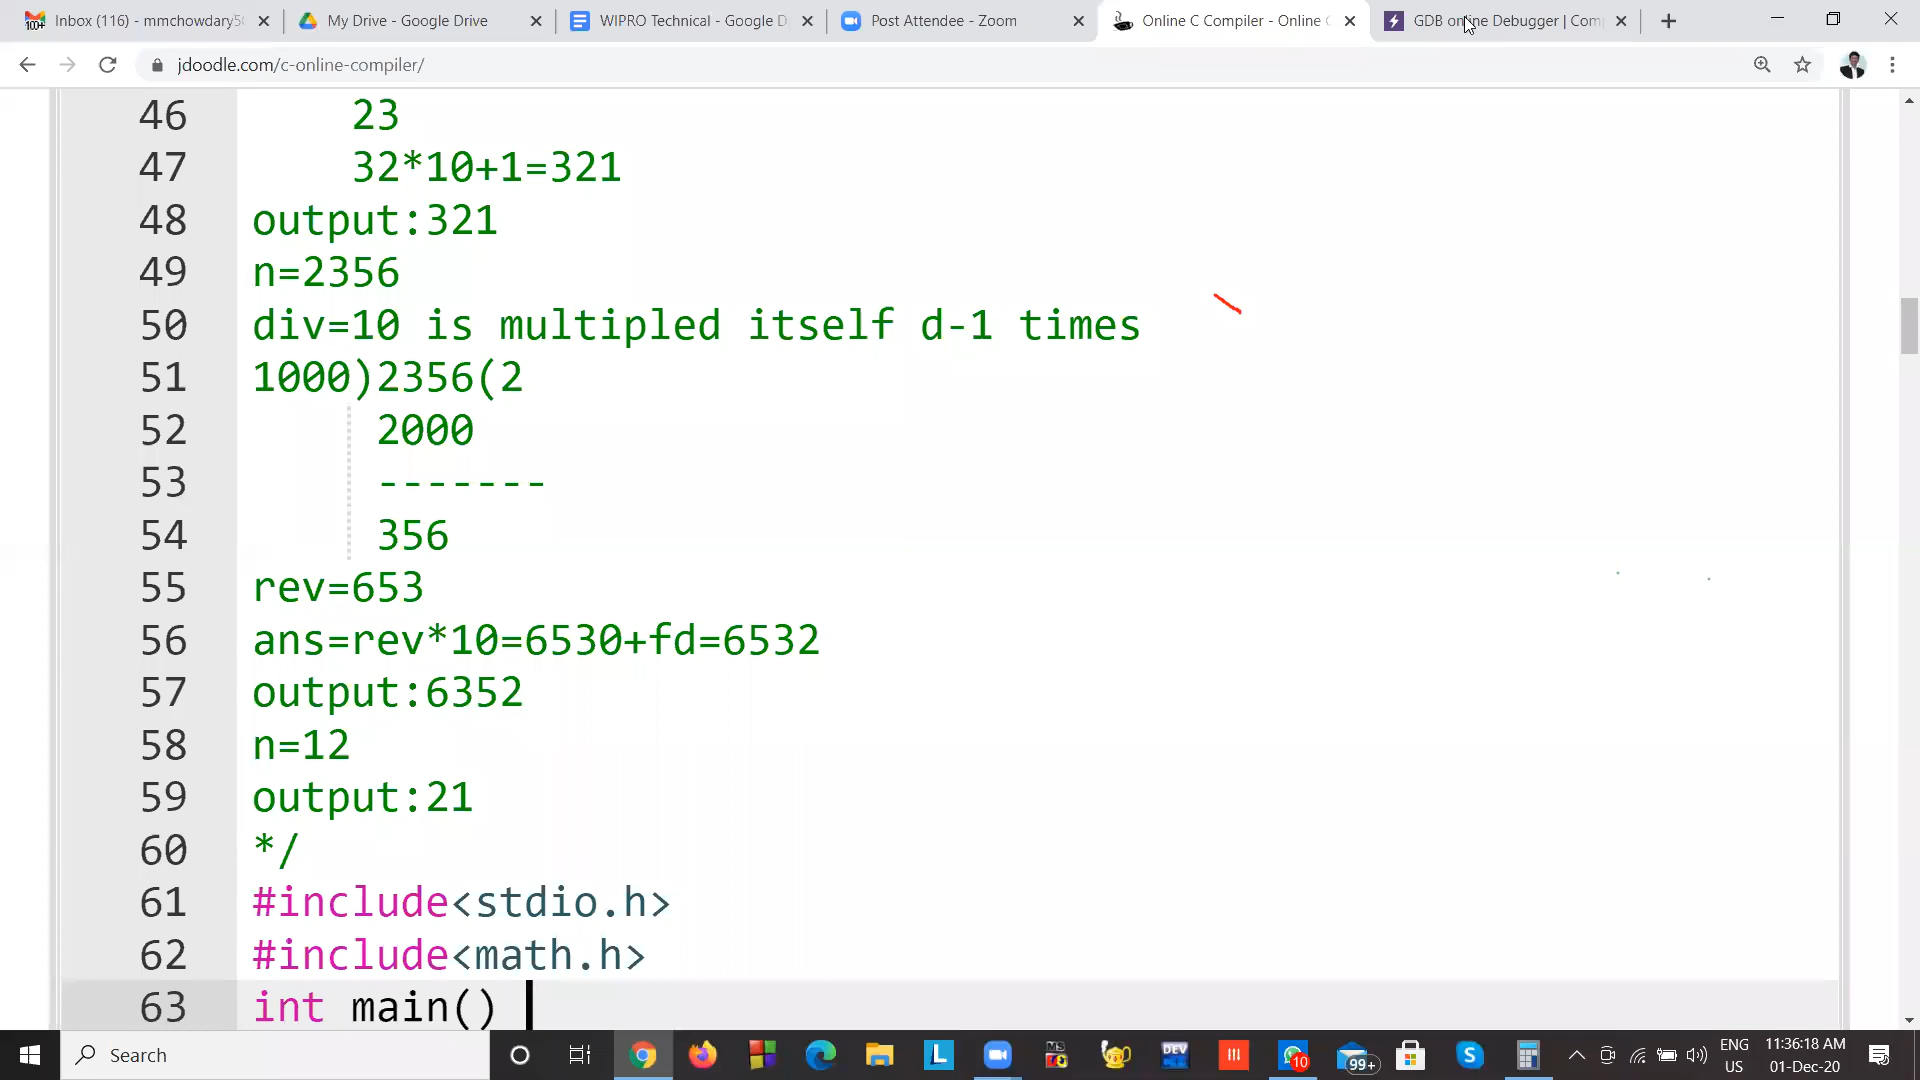 Inbox (116) - mmchowdary5
My Drive - Google Drive
WIPRO Technical - Google D
Post Attendee - Zoom
Online C Compiler - Online
GDB online Debugger | Com
jdoodle.com/c-online-compiler/
46 23
47 32*10+1=321
48 output:321
49 n=2356
50 div=10 is multipled itself d-1 times
51 1000)2356(2
52 2000
53 -------
54 356
55 rev=653
56 ans=rev*10=6530+fd=6532
57 output:6352
58 n=12
59 output:21
60 */
61 #include<stdio.h>
62 #include<math.h>
63 int main()
Search
L
DEV
10
99+
S
ENG
US
11:36:18 AM
01-Dec-20